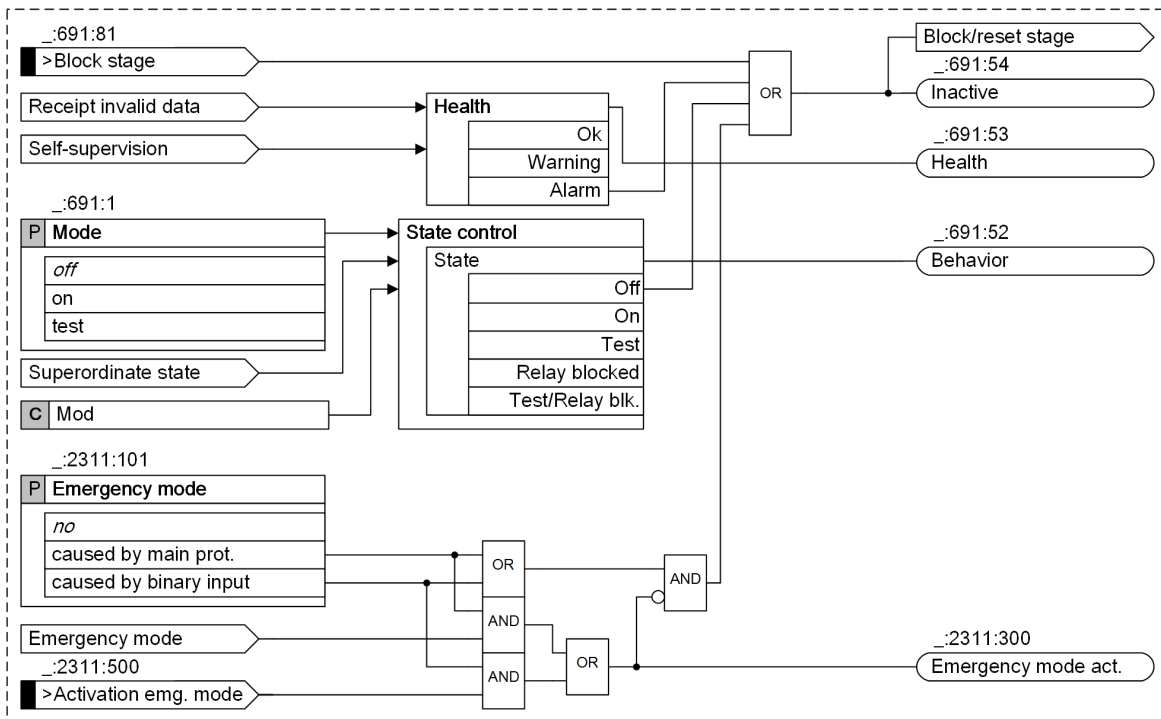 _:691:81
>Block stage
Block/reset stage
_:691:54
Inactive
OR
Receipt invalid data
Health
Ok
Warning
Alarm
Self-supervision
_:691:53
Health
_:691:1
P Mode
off
on
test
State control
State
Off
On
Test
Relay blocked
Test/Relay blk.
_:691:52
Behavior
Superordinate state
C Mod
_:2311:101
P Emergency mode
no
caused by main prot.
caused by binary input
OR
AND
AND
AND
OR
Emergency mode
_:2311:500
>Activation emg. mode
_:2311:300
Emergency mode act.